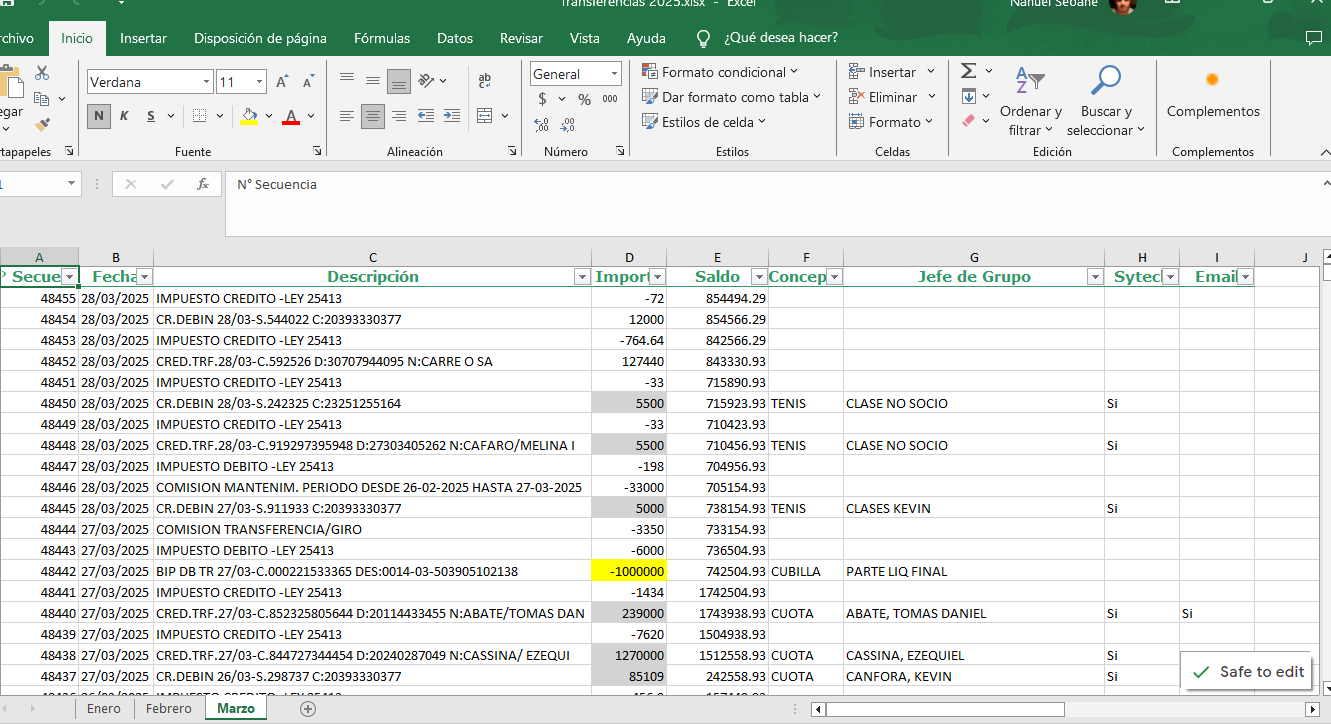 Transferencias 2025.xlsx - Excel Nahuel Seoane
rchivo Inicio Insertar Disposición de página Fórmulas Datos Revisar Vista Ayuda ¿Qué desea hacer?
Verdana 11 General Formato condicional Insertar
$ % 000 Dar formato como tabla Eliminar Ordenar y Buscar y Complementos
egar N K S Estilos de celda Formato filtrar seleccionar
rtapapeles Fuente Alineación Número Estilos Celdas Edición Complementos
N° Secuencia
A B C D E F G H I J
° Secue Fecha Descripción Import Saldo Concep Jefe de Grupo Sytec Email
48455 28/03/2025 IMPUESTO CREDITO -LEY 25413 -72 854494.29
48454 28/03/2025 CR.DEBIN 28/03-S.544022 C:20393330377 12000 854566.29
48453 28/03/2025 IMPUESTO CREDITO -LEY 25413 -764.64 842566.29
48452 28/03/2025 CRED.TRF.28/03-C.592526 D:30707944095 N:CARRE O SA 127440 843330.93
48451 28/03/2025 IMPUESTO CREDITO -LEY 25413 -33 715890.93
48450 28/03/2025 CR.DEBIN 28/03-S.242325 C:23251255164 5500 715923.93 TENIS CLASE NO SOCIO Si
48449 28/03/2025 IMPUESTO CREDITO -LEY 25413 -33 710423.93
48448 28/03/2025 CRED.TRF.28/03-C.919297395948 D:27303405262 N:CAFARO/MELINA I 5500 710456.93 TENIS CLASE NO SOCIO Si
48447 28/03/2025 IMPUESTO DEBITO -LEY 25413 -198 704956.93
48446 28/03/2025 COMISION MANTENIM. PERIODO DESDE 26-02-2025 HASTA 27-03-2025 -33000 705154.93
48445 28/03/2025 CR.DEBIN 27/03-S.911933 C:20393330377 5000 738154.93 TENIS CLASES KEVIN Si
48444 27/03/2025 COMISION TRANSFERENCIA/GIRO -3350 733154.93
48443 27/03/2025 IMPUESTO DEBITO -LEY 25413 -6000 736504.93
48442 27/03/2025 BIP DB TR 27/03-C.000221533365 DES:0014-03-503905102138 -1000000 742504.93 CUBILLA PARTE LIQ FINAL
48441 27/03/2025 IMPUESTO CREDITO -LEY 25413 -1434 1742504.93
48440 27/03/2025 CRED.TRF.27/03-C.852325805644 D:20114433455 N:ABATE/TOMAS DAN 239000 1743938.93 CUOTA ABATE, TOMAS DANIEL Si Si
48439 27/03/2025 IMPUESTO CREDITO -LEY 25413 -7620 1504938.93
48438 27/03/2025 CRED.TRF.27/03-C.844727344454 D:20240287049 N:CASSINA/ EZEQUI 1270000 1512558.93 CUOTA CASSINA, EZEQUIEL Si
48437 27/03/2025 CR.DEBIN 26/03-S.298737 C:20393330377 85109 242558.93 CUOTA CANFORA, KEVIN Si
Safe to edit
Enero Febrero Marzo